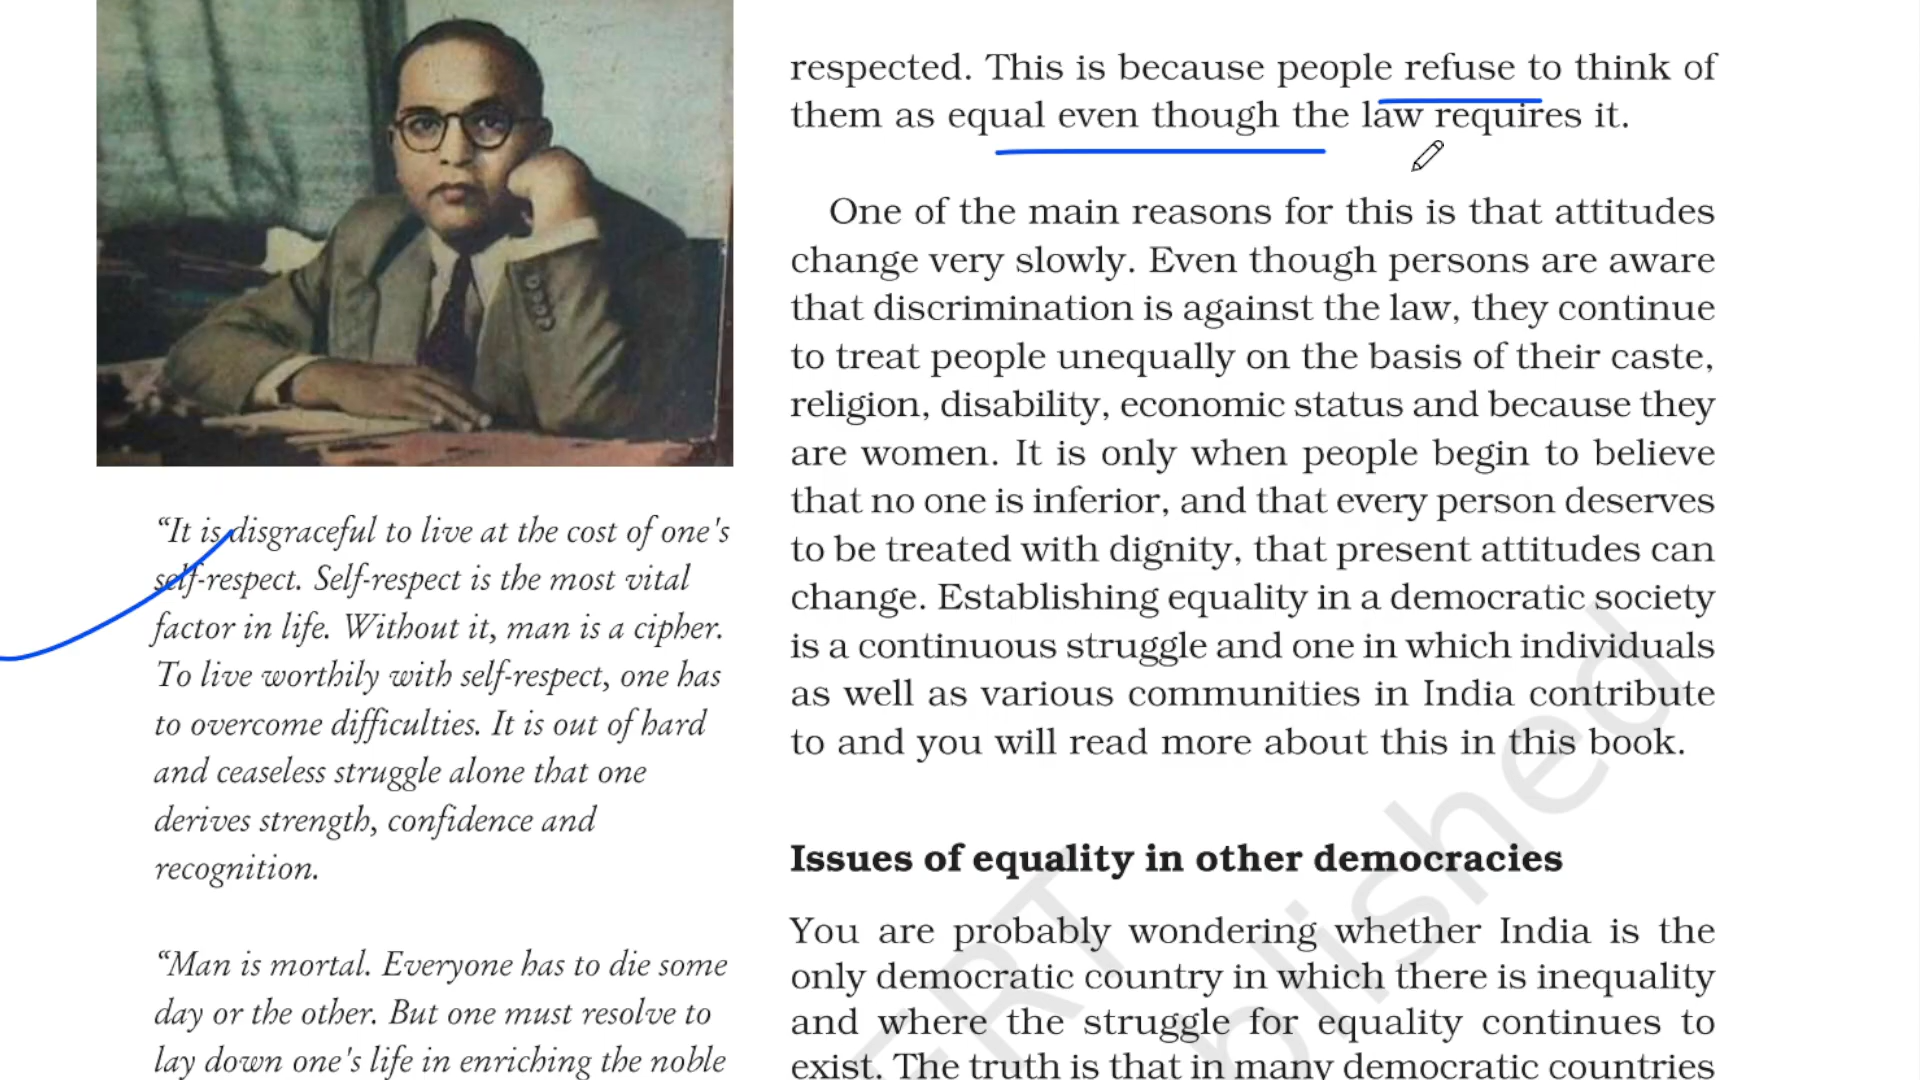 respected. This is because people refuse to think of
them as equal even though the law requires it.
One of the main reasons for this is that attitudes
change very slowly. Even though persons are aware
that discrimination is against the law, they continue
to treat people unequally on the basis of their caste,
religion, disability, economic status and because they
are women. It is only when people begin to believe
that no one is inferior, and that every person deserves
to be treated with dignity, that present attitudes can
change. Establishing equality in a democratic society
is a continuous struggle and one in which individuals
as well as various communities in India contribute
to and you will read more about this in this book.
Issues of equality in other democracies
You are probably wondering whether India is the
only democratic country in which there is inequality
and where the struggle for equality continues to
exist. The truth is that in many democratic countries
“It is disgraceful to live at the cost of one's
self-respect. Self-respect is the most vital
factor in life. Without it, man is a cipher.
To live worthily with self-respect, one has
to overcome difficulties. It is out of hard
and ceaseless struggle alone that one
derives strength, confidence and
recognition.
“Man is mortal. Everyone has to die some
day or the other. But one must resolve to
lay down one's life in enriching the noble